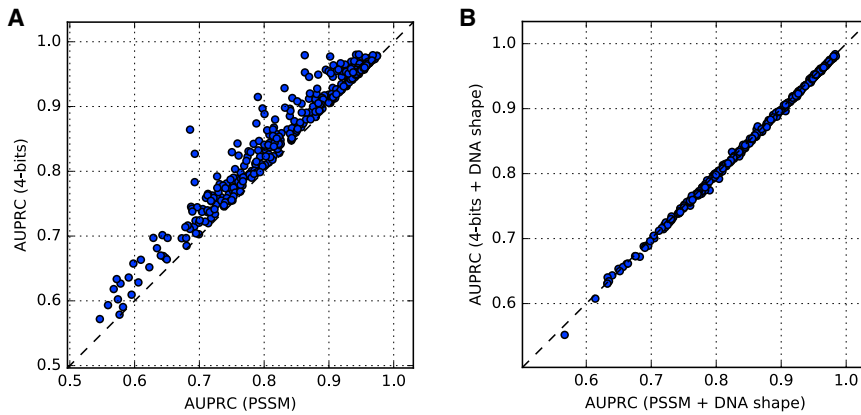 A
1.0
0.9
0.8
0.7
0.6
0.5
AUPRC (4-bits)
0.5 0.6 0.7 0.8 0.9 1.0
AUPRC (PSSM)
B
1.0
0.9
0.8
0.7
0.6
AUPRC (4-bits + DNA shape)
0.6 0.7 0.8 0.9 1.0
AUPRC (PSSM + DNA shape)